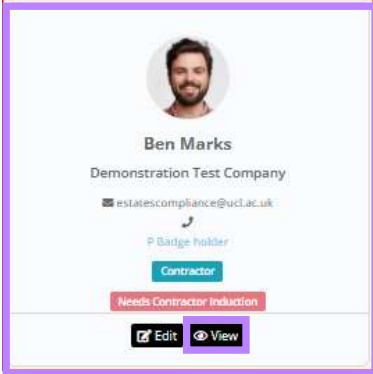 Ben Marks
Demonstration Test Company
estatescompliance@ucl.ac.uk
P Badge holder
Contractor
Needs Contractor Induction
Edit View